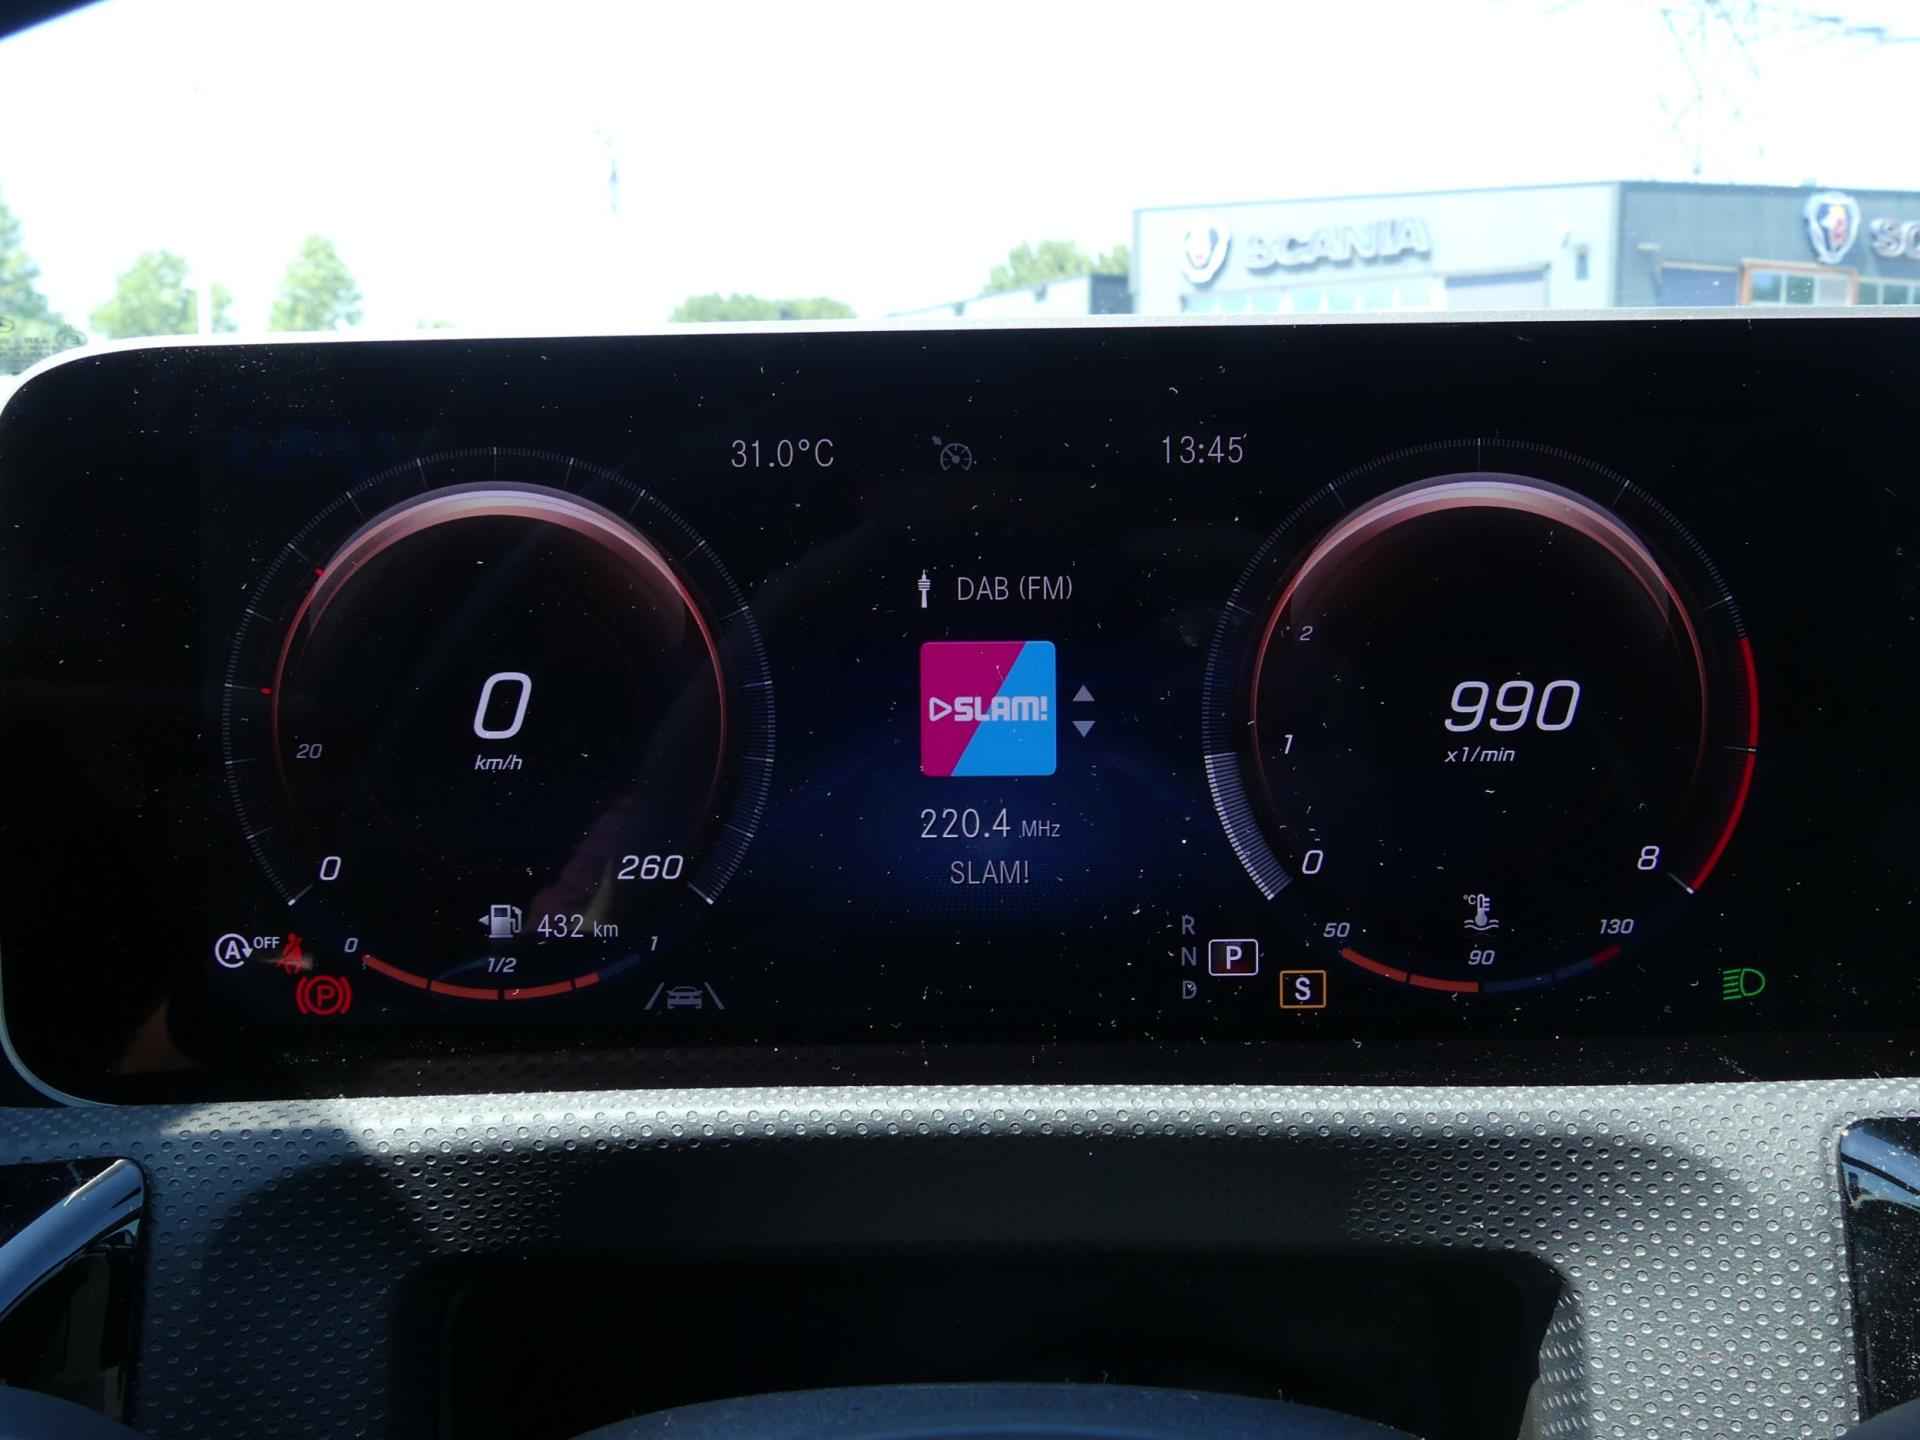 SCANIA
31.0°C
13:45
DAB (FM)
SLAM!
2
20
0
km/h
990
x1/min
1
220.4 MHz
SLAM!
0
260
0
8
432 km
°C
R
N
D
P
S
A OFF
0
1/2
1
P
50
90
130